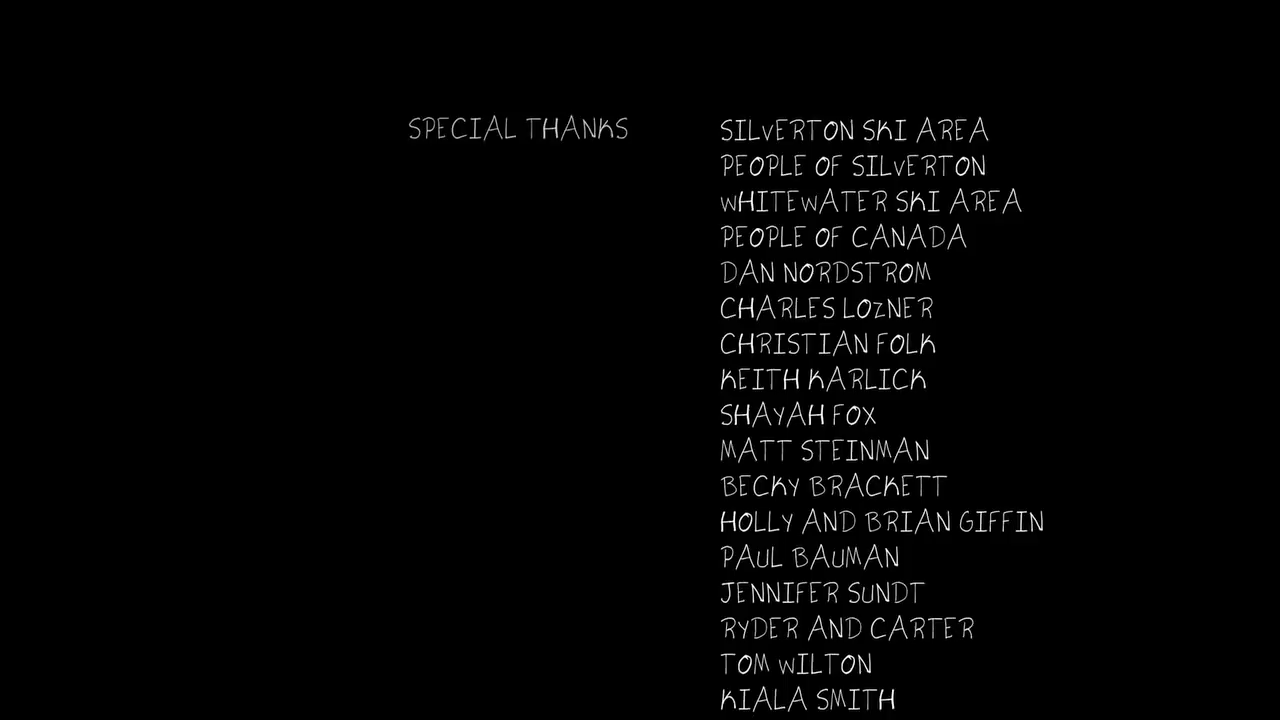 SPECIAL THANKS
SILVERTON SKI AREA
PEOPLE OF SILVERTON
WHITEWATER SKI AREA
PEOPLE OF CANADA
DAN NORDSTROM
CHARLES LOZNER
CHRISTIAN FOLK
KEITH KARLICK
SHAYAH FOX
MATT STEINMAN
BECKY BRACKETT
HOLLY AND BRIAN GIFFIN
PAUL BAUMAN
JENNIFER SUNDT
RYDER AND CARTER
TOM WILTON
KIALA SMITH